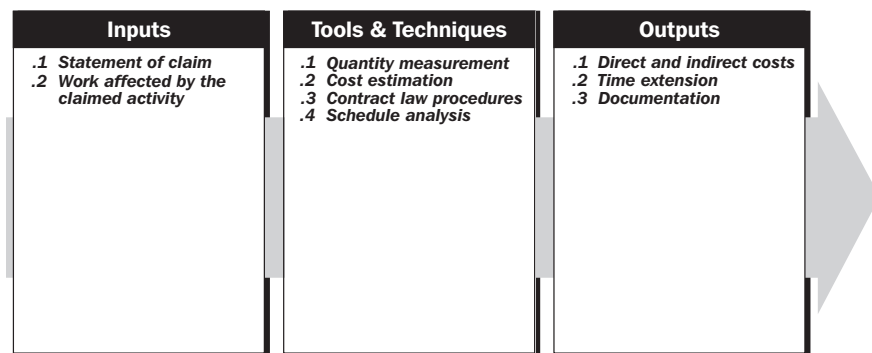 Inputs
.1 Statement of claim
.2 Work affected by the
claimed activity
Tools & Techniques
.1 Quantity measurement
.2 Cost estimation
.3 Contract law procedures
.4 Schedule analysis
Outputs
.1 Direct and indirect costs
.2 Time extension
.3 Documentation